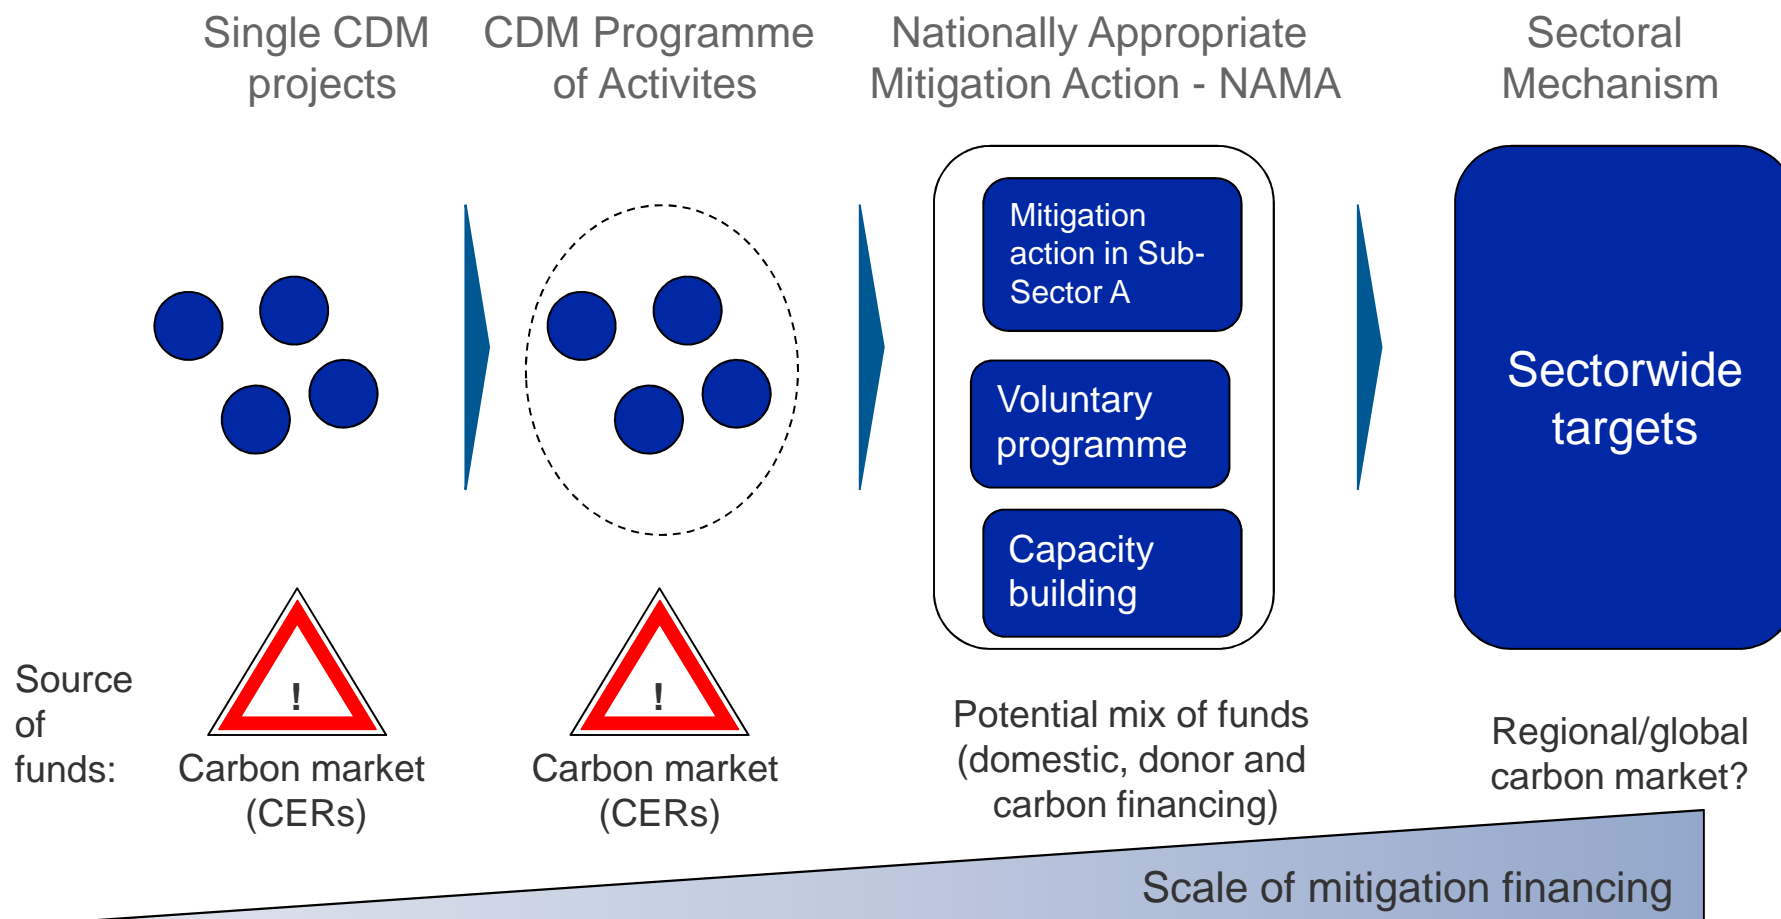 Single CDM
projects
CDM Programme
of Activites
Nationally Appropriate
Mitigation Action - NAMA
Sectoral
Mechanism
Mitigation
action in Sub-
Sector A
Voluntary
programme
Capacity
building
Sectorwide
targets
Source
of
funds:
!
Carbon market
(CERs)
!
Carbon market
(CERs)
Potential mix of funds
(domestic, donor and
carbon financing)
Regional/global
carbon market?
Scale of mitigation financing